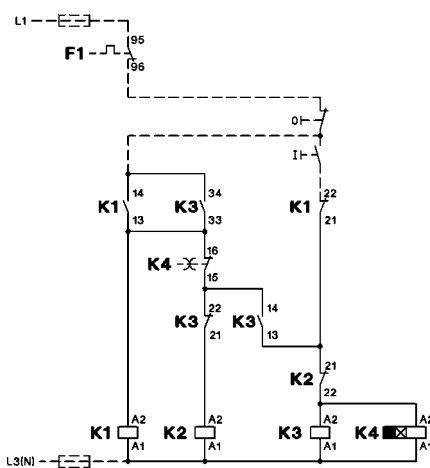 L1
95
F1
96
O
I
14 34 22
K1 K3 K1
13 33 21
16
K4
15
22 14
K3 K3
21 13
21
K2
22
A2 A2 A2 A2
K1 K2 K3 K4
A1 A1 A1 A1
L3(N)